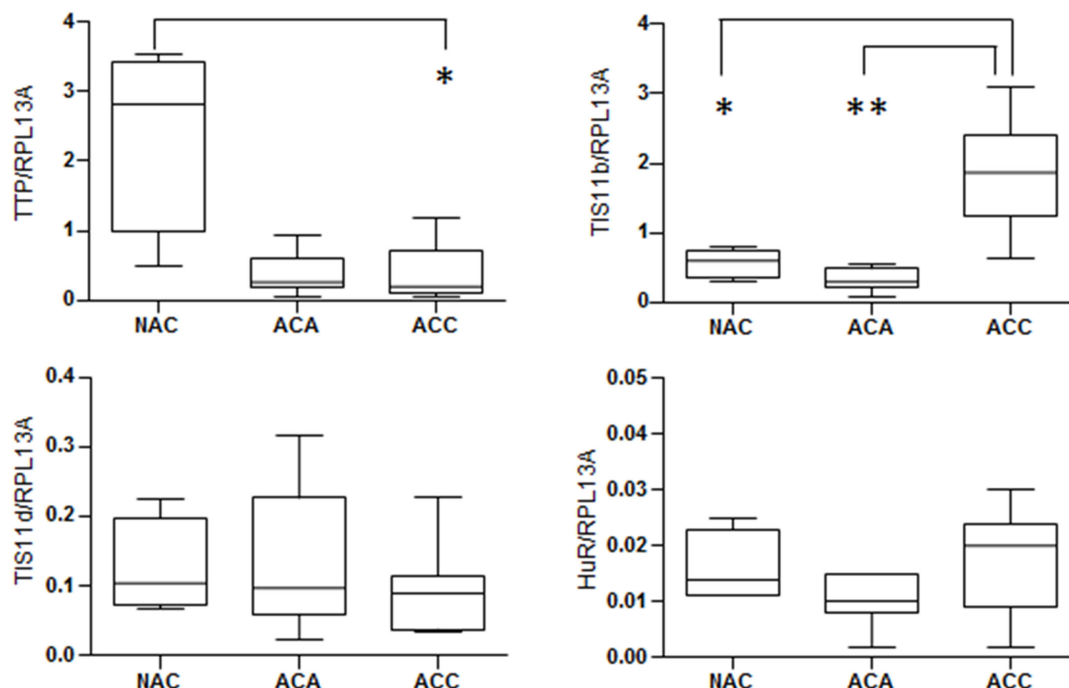 TTP/RPL13A
4
3
2
1
0
*
NAC ACA ACC
TIS11b/RPL13A
4
3
2
1
0
* **
NAC ACA ACC
TIS11d/RPL13A
0.4
0.3
0.2
0.1
0.0
NAC ACA ACC
HuR/RPL13A
0.05
0.04
0.03
0.02
0.01
0.00
NAC ACA ACC